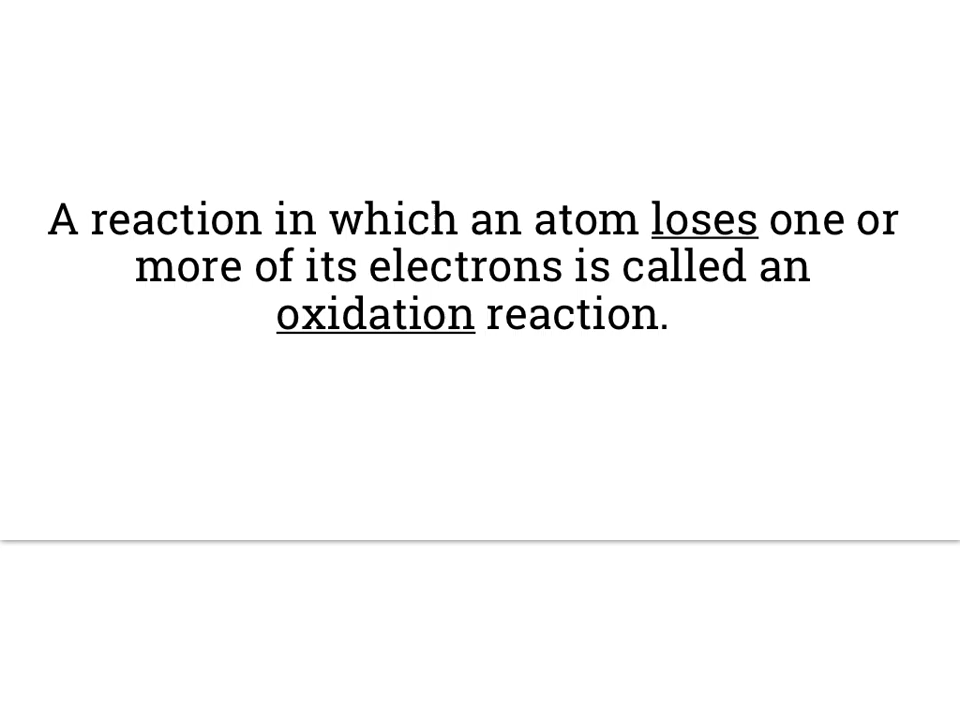 A reaction in which an atom loses one or
more of its electrons is called an
oxidation reaction.